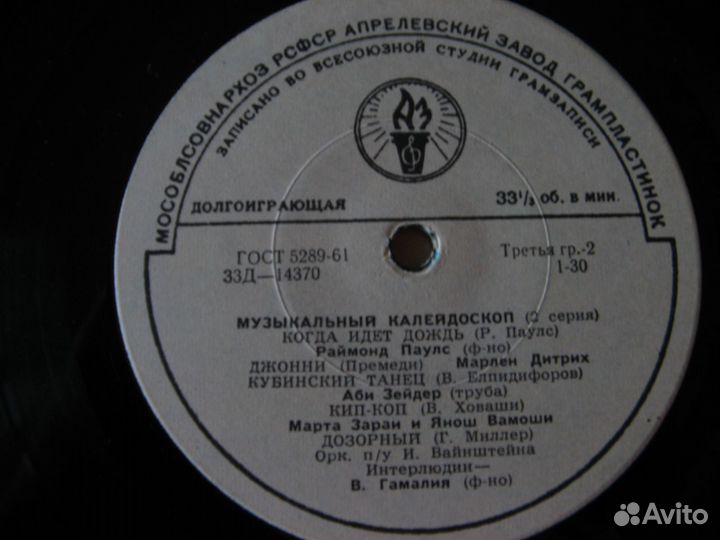 МОСОБЛСОВНАРХОЗ РСФСР АПРЕЛЕВСКИЙ ЗАВОД ГРАМПЛАСТИНОК
ЗАПИСАНО ВО ВСЕСОЮЗНОЙ СТУДИИ ГРАМЗАПИСИ
АЗ
ДОЛГОИГРАЮЩАЯ 33⅓ об. в мин.
ГОСТ 5289-61 Третья гр.-2
33Д—14370 1-30
МУЗЫКАЛЬНЫЙ КАЛЕЙДОСКОП (2 серия)
КОГДА ИДЕТ ДОЖДЬ (Р. Паулс)
Раймонд Паулс (ф-но)
ДЖОННИ (Премеди) Марлен Дитрих
КУБИНСКИЙ ТАНЕЦ (В. Елпидифоров)
Аби Зейдер (труба)
КИП-КОП (В. Ховаши)
Марта Зараи и Янош Вамоши
ДОЗОРНЫЙ (Г. Миллер)
Орк. п/у И. Вайнштейна
Интерлюдии—
В. Гамалия (ф-но)
Avito